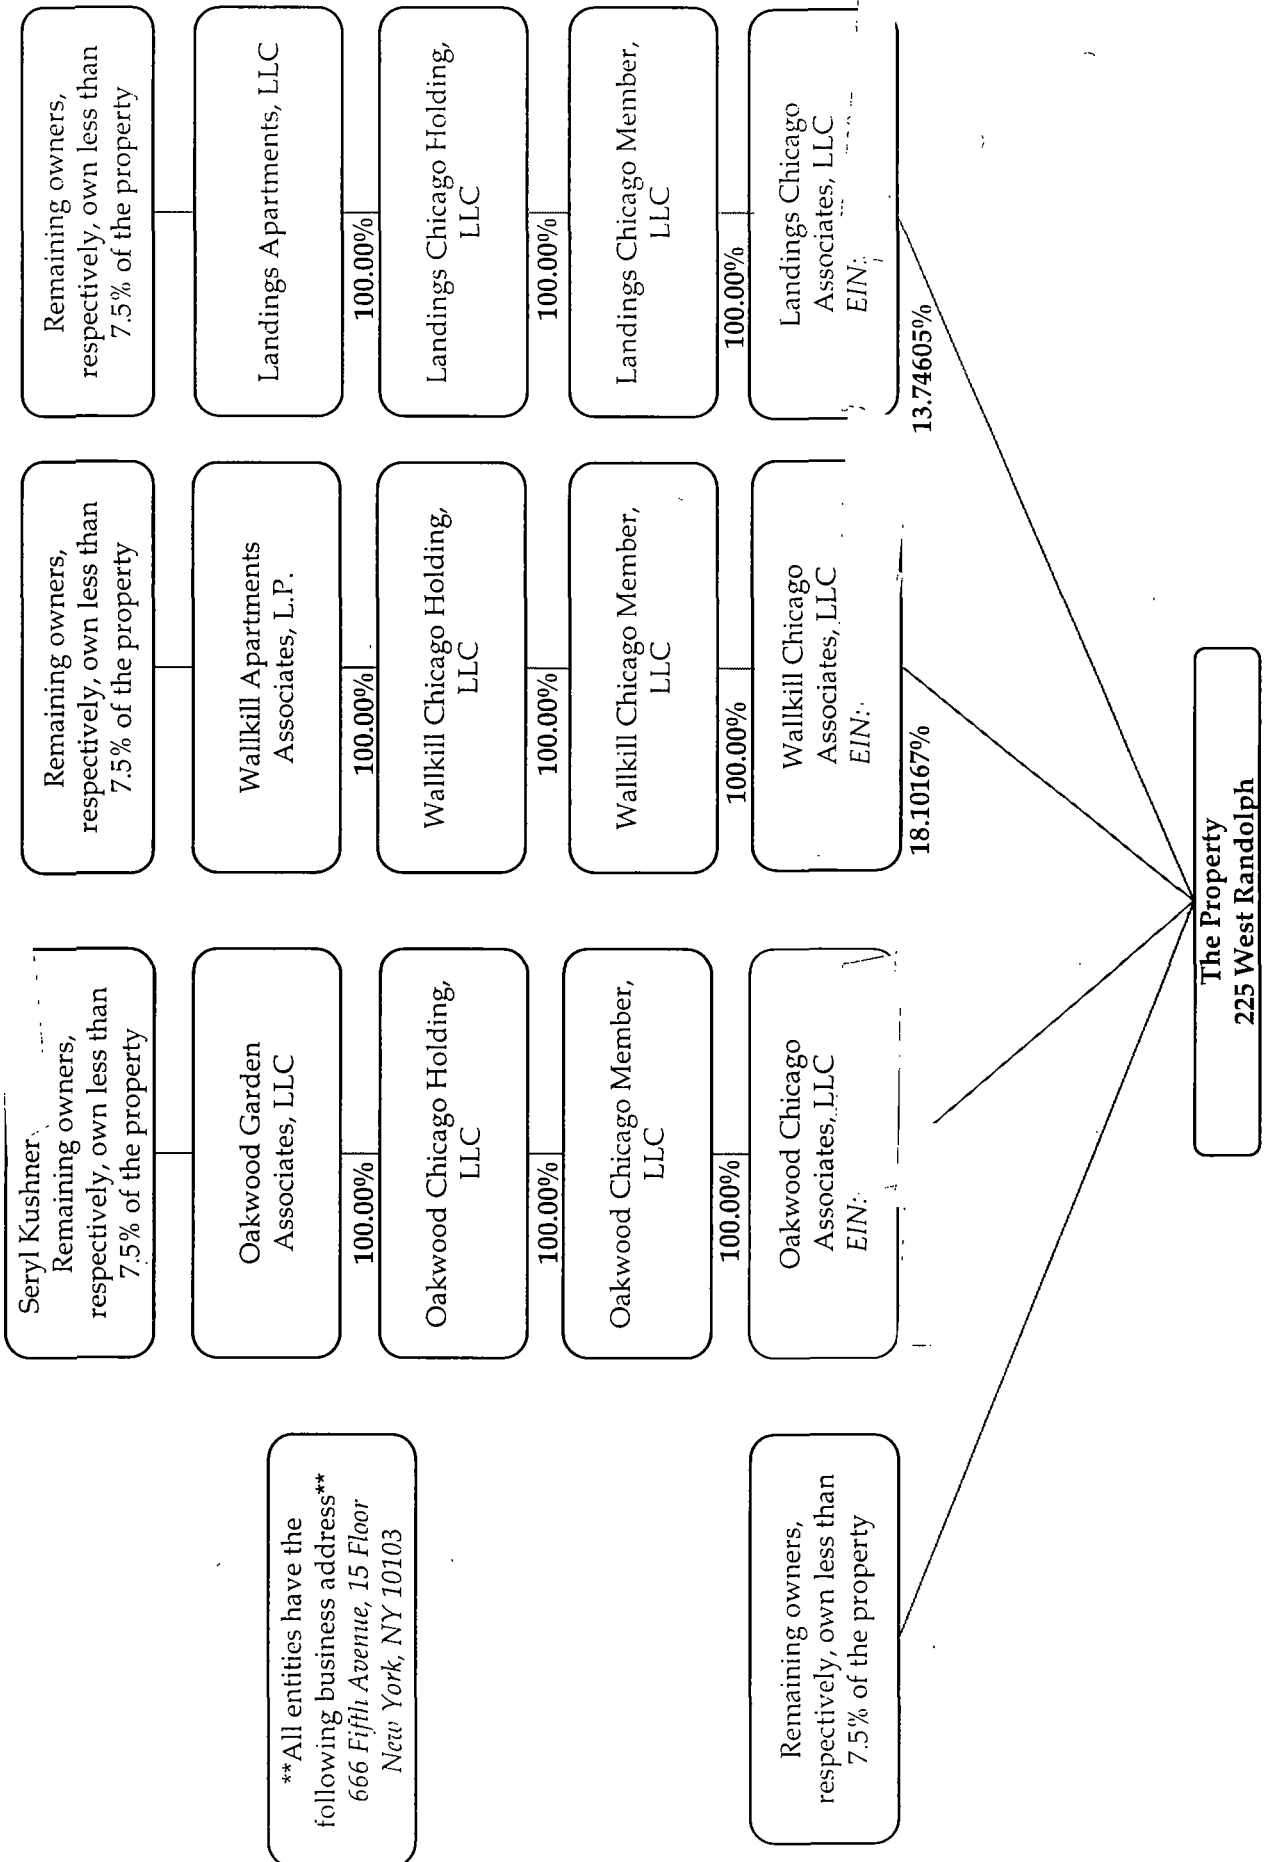 Seryl Kushner
Remaining owners,
respectively, own less than
7.5% of the property
Remaining owners,
respectively, own less than
7.5% of the property
Remaining owners,
respectively, own less than
7.5% of the property
Oakwood Garden
Associates, LLC
Wallkill Apartments
Associates, L.P.
Landings Apartments, LLC
**All entities have the
following business address**
666 Fifth Avenue, 15 Floor
New York, NY 10103
100.00%
100.00%
100.00%
Oakwood Chicago Holding,
LLC
Wallkill Chicago Holding,
LLC
Landings Chicago Holding,
LLC
100.00%
100.00%
100.00%
Oakwood Chicago Member,
LLC
Wallkill Chicago Member,
LLC
Landings Chicago Member,
LLC
100.00%
100.00%
100.00%
Remaining owners,
respectively, own less than
7.5% of the property
Oakwood Chicago
Associates, LLC
EIN:
Wallkill Chicago
Associates, LLC
EIN:
Landings Chicago
Associates, LLC
EIN:
18.10167%
13.74605%
The Property
225 West Randolph